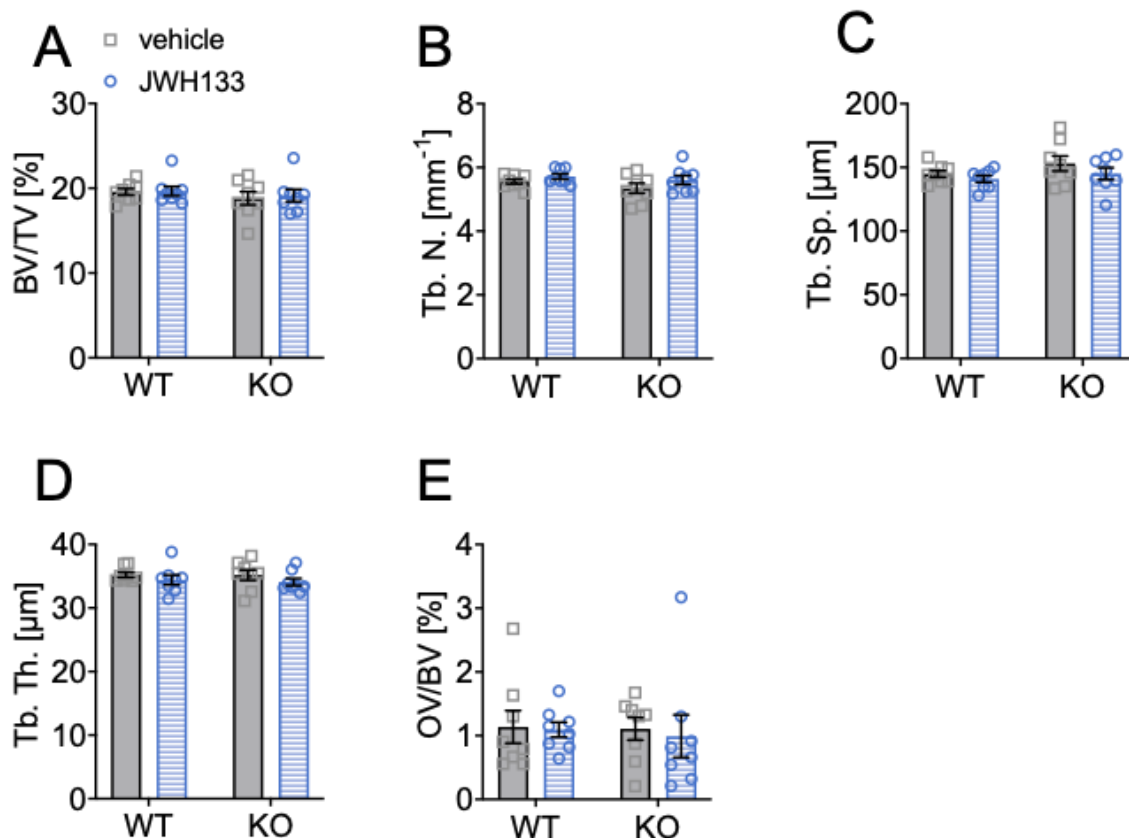 A
vehicle
JWH133
BV/TV [%]
30
20
10
0
WT KO
B
Tb. N. [mm⁻¹]
8
6
4
2
0
WT KO
C
Tb. Sp. [µm]
200
150
100
50
0
WT KO
D
Tb. Th. [µm]
40
30
20
10
0
WT KO
E
OV/BV [%]
4
3
2
1
0
WT KO